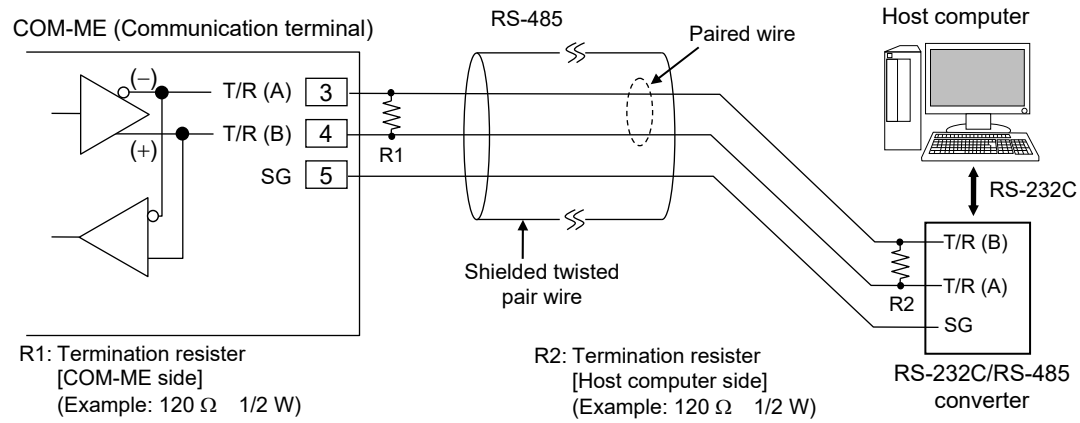 COM-ME (Communication terminal)
RS-485
Paired wire
Host computer
(−)
T/R (A) 3
T/R (B) 4
(+)
SG 5
R1
RS-232C
Shielded twisted
pair wire
T/R (B)
T/R (A)
R2
SG
RS-232C/RS-485
converter
R1: Termination resister
[COM-ME side]
(Example: 120 Ω 1/2 W)
R2: Termination resister
[Host computer side]
(Example: 120 Ω 1/2 W)